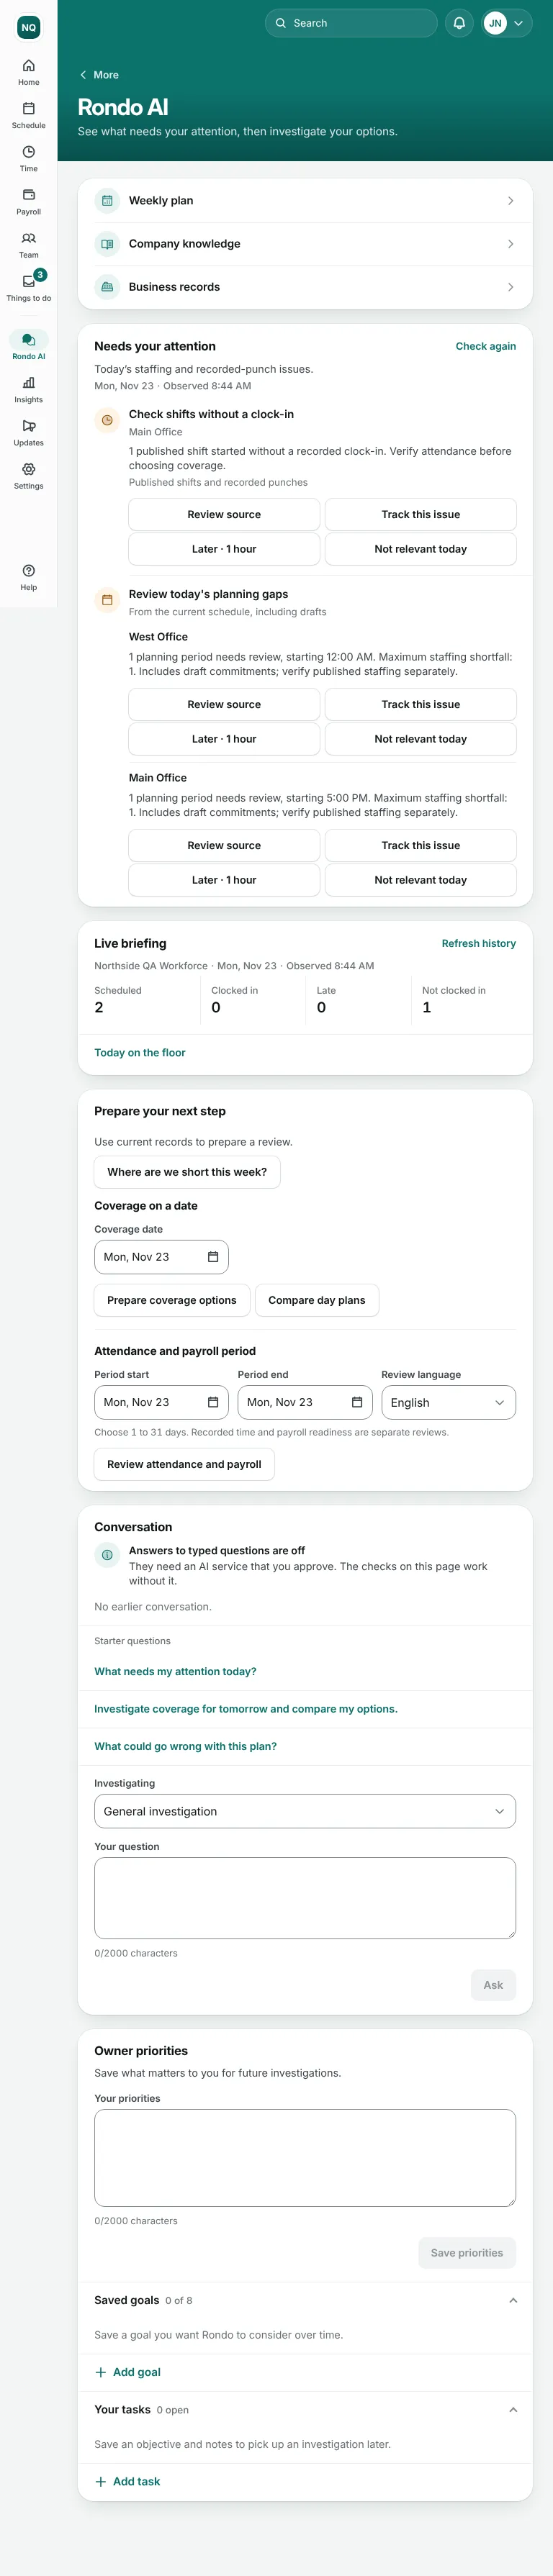 NQ
Search
JN
Home
Schedule
Time
Payroll
Team
3
Things to do
Rondo AI
Insights
Updates
Settings
Help
More
Rondo AI
See what needs your attention, then investigate your options.
Weekly plan
Company knowledge
Business records
Needs your attention
Check again
Today's staffing and recorded-punch issues.
Mon, Nov 23 · Observed 8:44 AM
Check shifts without a clock-in
Main Office
1 published shift started without a recorded clock-in. Verify attendance before
choosing coverage.
Published shifts and recorded punches
Review source
Track this issue
Later · 1 hour
Not relevant today
Review today's planning gaps
From the current schedule, including drafts
West Office
1 planning period needs review, starting 12:00 AM. Maximum staffing shortfall:
1. Includes draft commitments; verify published staffing separately.
Review source
Track this issue
Later · 1 hour
Not relevant today
Main Office
1 planning period needs review, starting 5:00 PM. Maximum staffing shortfall:
1. Includes draft commitments; verify published staffing separately.
Review source
Track this issue
Later · 1 hour
Not relevant today
Live briefing
Refresh history
Northside QA Workforce · Mon, Nov 23 · Observed 8:44 AM
Scheduled
2
Clocked in
0
Late
0
Not clocked in
1
Today on the floor
Prepare your next step
Use current records to prepare a review.
Where are we short this week?
Coverage on a date
Coverage date
Mon, Nov 23
Prepare coverage options
Compare day plans
Attendance and payroll period
Period start
Period end
Review language
Mon, Nov 23
Mon, Nov 23
English
Choose 1 to 31 days. Recorded time and payroll readiness are separate reviews.
Review attendance and payroll
Conversation
Answers to typed questions are off
They need an AI service that you approve. The checks on this page work
without it.
No earlier conversation.
Starter questions
What needs my attention today?
Investigate coverage for tomorrow and compare my options.
What could go wrong with this plan?
Investigating
General investigation
Your question
0/2000 characters
Ask
Owner priorities
Save what matters to you for future investigations.
Your priorities
0/2000 characters
Save priorities
Saved goals 0 of 8
Save a goal you want Rondo to consider over time.
Add goal
Your tasks 0 open
Save an objective and notes to pick up an investigation later.
Add task